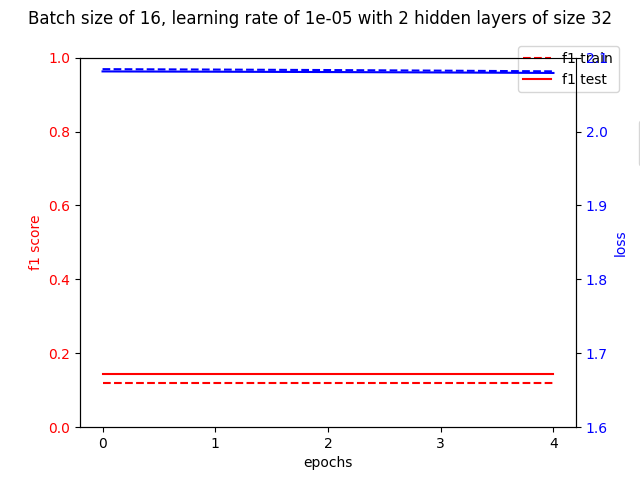 Batch size of 16, learning rate of 1e-05 with 2 hidden layers of size 32
f1 train
f1 test
1.0
0.8
0.6
0.4
0.2
0.0
f1 score
2.1
2.0
1.9
1.8
1.7
1.6
loss
0 1 2 3 4
epochs